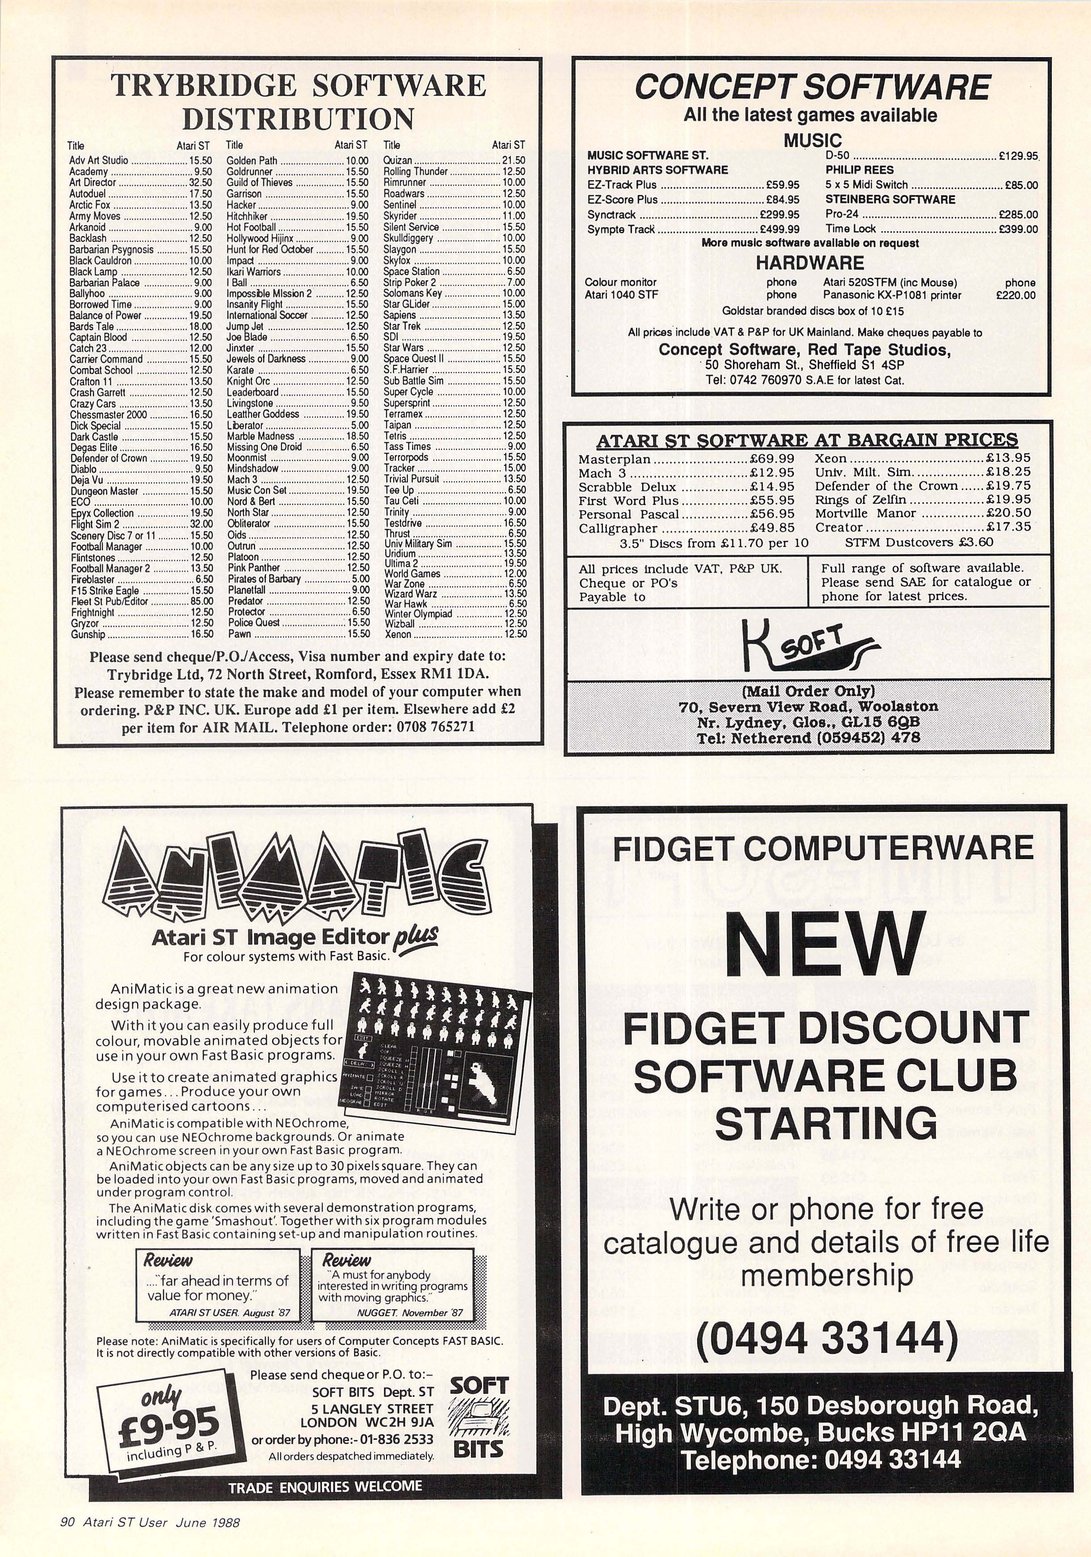 TRYBRIDGE SOFTWARE
DISTRIBUTION
Title Atari ST
Adv Art Studio 15.50
Academy 9.50
Art Director 32.50
Autoduel 17.50
Arctic Fox 13.50
Army Moves 12.50
Arkanoid 9.00
Backlash 12.50
Barbarian Psygnosis 15.50
Black Cauldron 10.00
Black Lamp 12.50
Barbarian Palace 9.00
Ballyhoo 9.00
Borrowed Time 9.00
Balance of Power 19.50
Bards Tale 18.00
Captain Blood 12.50
Catch 23 12.00
Carrier Command 15.50
Combat School 12.50
Crafton 11 13.50
Crash Garrett 12.50
Crazy Cars 13.50
Chessmaster 2000 16.50
Dick Special 15.50
Dark Castle 15.50
Degas Elite 16.50
Defender of Crown 19.50
Diablo 9.50
Deja Vu 19.50
Dungeon Master 15.50
ECO 10.00
Epyx Collection 19.50
Flight Sim 2 32.00
Scenery Disc 7 or 11 15.50
Football Manager 10.00
Flintstones 12.50
Football Manager 2 13.50
Fireblaster 6.50
F15 Strike Eagle 15.50
Fleet St Pub/Editor 85.00
Frightnight 12.50
Gryzor 12.50
Gunship 16.50
Title Atari ST
Golden Path 10.00
Goldrunner 15.50
Guild of Thieves 15.50
Garrison 15.50
Hacker 9.00
Hitchhiker 19.50
Hot Football 15.50
Hollywood Hijinx 9.00
Hunt for Red October 15.50
Impact 9.00
Ikari Warriors 10.00
I Ball 6.50
Impossible MIssion 2 12.50
Insanity Flight 15.50
International Soccer 12.50
Jump Jet 12.50
Joe Blade 6.50
Jinxter 15.50
Jewels of Darkness 9.00
Karate 6.50
Knight Orc 12.50
Leaderboard 15.50
Livingstone 9.50
Leather Goddess 19.50
Liberator 5.00
Marble Madness 18.50
Missing One Droid 6.50
Moonmist 9.00
Mindshadow 9.00
Mach 3 12.50
Music Con Set 19.50
Nord & Bert 15.50
North Star 12.50
Obliterator 15.50
Oids 12.50
Outrun 12.50
Platoon 12.50
Pink Panther 12.50
Pirates of Barbary 5.00
Planetfall 9.00
Predator 12.50
Protector 6.50
Police Quest 15.50
Pawn 15.50
Title Atari ST
Quizan 21.50
Rolling Thunder 12.50
Rimrunner 10.00
Roadwars 12.50
Sentinel 10.00
Skyrider 11.00
Silent Service 15.50
Skulldiggery 10.00
Slaygon 15.50
Skyfox 10.00
Space Station 6.50
Strip Poker 2 7.00
Solomans Key 10.00
Star GLider 15.00
Sapiens 13.50
Star Trek 12.50
SDI 19.50
Star Wars 12.50
Space Quest II 15.50
S.F.Harrier 15.50
Sub Battle Sim 15.50
Super Cycle 10.00
Supersprint 12.50
Terramex 12.50
Taipan 12.50
Tetris 12.50
Tass Times 9.00
Terrorpods 15.50
Tracker 15.00
Trivial Pursuit 13.50
Tee Up 6.50
Tau Ceti 10.00
Trinity 9.00
Testdrive 16.50
Thrust 6.50
Univ Military Sim 15.50
Uridium 13.50
Ultima 2 19.50
World Games 12.00
War Zone 6.50
Wizard Warz 13.50
War Hawk 6.50
Winter Olympiad 12.50
Wizball 12.50
Xenon 12.50
Please send cheque/P.O./Access, Visa number and expiry date to:
Trybridge Ltd, 72 North Street, Romford, Essex RM1 1DA.
Please remember to state the make and model of your computer when
ordering. P&P INC. UK. Europe add £1 per item. Elsewhere add £2
per item for AIR MAIL. Telephone order: 0708 765271
CONCEPT SOFTWARE
All the latest games available
MUSIC
MUSIC SOFTWARE ST.
HYBRID ARTS SOFTWARE
EZ-Track Plus £59.95
EZ-Score Plus £84.95
Synctrack £299.95
Sympte Track £499.99
D-50 £129.95
PHILIP REES
5 x 5 Midi Switch £85.00
STEINBERG SOFTWARE
Pro-24 £285.00
Time Lock £399.00
More music software available on request
HARDWARE
Colour monitor phone Atari 520STFM (inc Mouse) phone
Atari 1040 STF phone Panasonic KX-P1081 printer £220.00
Goldstar branded discs box of 10 £15
All prices include VAT & P&P for UK Mainland. Make cheques payable to
Concept Software, Red Tape Studios,
50 Shoreham St., Sheffield S1 4SP
Tel: 0742 760970 S.A.E for latest Cat.
ATARI ST SOFTWARE AT BARGAIN PRICES
Masterplan £69.99 Xeon £13.95
Mach 3 £12.95 Univ. Milt. Sim. £18.25
Scrabble Delux £14.95 Defender of the Crown £19.75
First Word Plus £55.95 Rings of Zelfin £19.95
Personal Pascal £56.95 Mortville Manor £20.50
Calligrapher £49.85 Creator £17.35
3.5" Discs from £11.70 per 10 STFM Dustcovers £3.60
All prices include VAT, P&P UK.
Cheque or PO's
Payable to
Full range of software available.
Please send SAE for catalogue or
phone for latest prices.
K SOFT
(Mail Order Only)
70, Severn View Road, Woolaston
Nr. Lydney, Glos., GL15 6QB
Tel: Netherend (059452) 478
ANIMATIC
Atari ST Image Editor plus
For colour systems with Fast Basic.
AniMatic is a great new animation
design package.
With it you can easily produce full
colour, movable animated objects for
use in your own Fast Basic programs.
Use it to create animated graphics
for games...Produce your own
computerised cartoons...
AniMatic is compatible with NEOchrome,
so you can use NEOchrome backgrounds. Or animate
a NEOchrome screen in your own Fast Basic program.
AniMatic objects can be any size up to 30 pixels square. They can
be loaded into your own Fast Basic programs, moved and animated
under program control.
The AniMatic disk comes with several demonstration programs,
including the game 'Smashout'. Together with six program modules
written in Fast Basic containing set-up and manipulation routines.
Review
...."far ahead in terms of
value for money."
ATARI ST USER. August '87
Review
"A must for anybody
interested in writing programs
with moving graphics."
NUGGET. November '87
Please note: AniMatic is specifically for users of Computer Concepts FAST BASIC.
It is not directly compatible with other versions of Basic.
only
£9·95
including P & P.
Please send cheque or P.O. to:–
SOFT BITS Dept. ST
5 LANGLEY STREET
LONDON WC2H 9JA
or order by phone:- 01-836 2533
All orders despatched immediately.
SOFT
BITS
TRADE ENQUIRIES WELCOME
FIDGET COMPUTERWARE
NEW
FIDGET DISCOUNT
SOFTWARE CLUB
STARTING
Write or phone for free
catalogue and details of free life
membership
(0494 33144)
Dept. STU6, 150 Desborough Road,
High Wycombe, Bucks HP11 2QA
Telephone: 0494 33144
90 Atari ST User June 1988